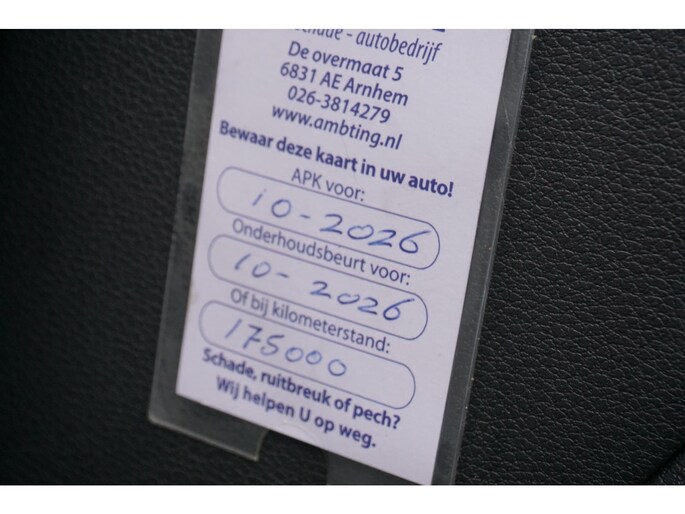 - autobedrijf
De overmaat 5
6831 AE Arnhem
026-3814279
www.ambting.nl
Bewaar deze kaart in uw auto!
APK voor:
10-2026
Onderhoudsbeurt voor:
10-2026
Of bij kilometerstand:
175000
Schade, ruitbreuk of pech?
Wij helpen U op weg.